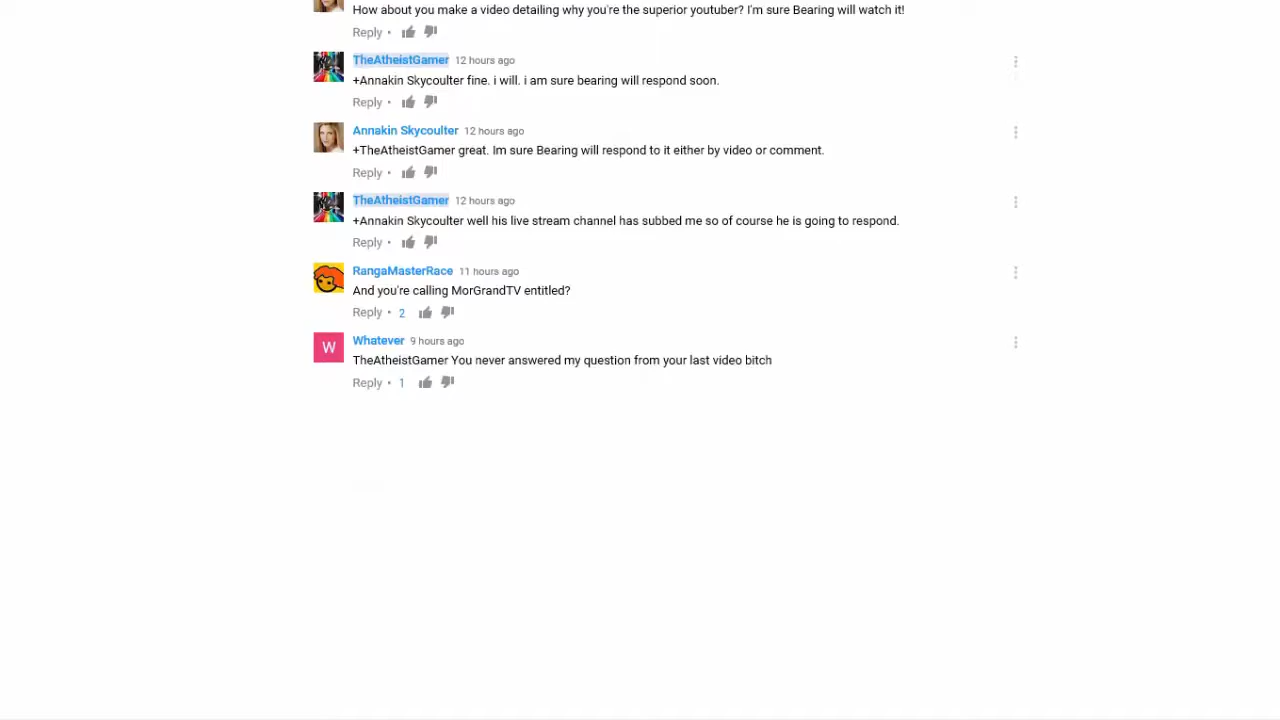 How about you make a video detailing why you're the superior youtuber? I'm sure Bearing will watch it!
Reply •
TheAtheistGamer 12 hours ago
+Annakin Skycoulter fine. i will. i am sure bearing will respond soon.
Reply •
Annakin Skycoulter 12 hours ago
+TheAtheistGamer great. Im sure Bearing will respond to it either by video or comment.
Reply •
TheAtheistGamer 12 hours ago
+Annakin Skycoulter well his live stream channel has subbed me so of course he is going to respond.
Reply •
RangaMasterRace 11 hours ago
And you're calling MorGrandTV entitled?
Reply • 2
W
Whatever 9 hours ago
TheAtheistGamer You never answered my question from your last video bitch
Reply • 1